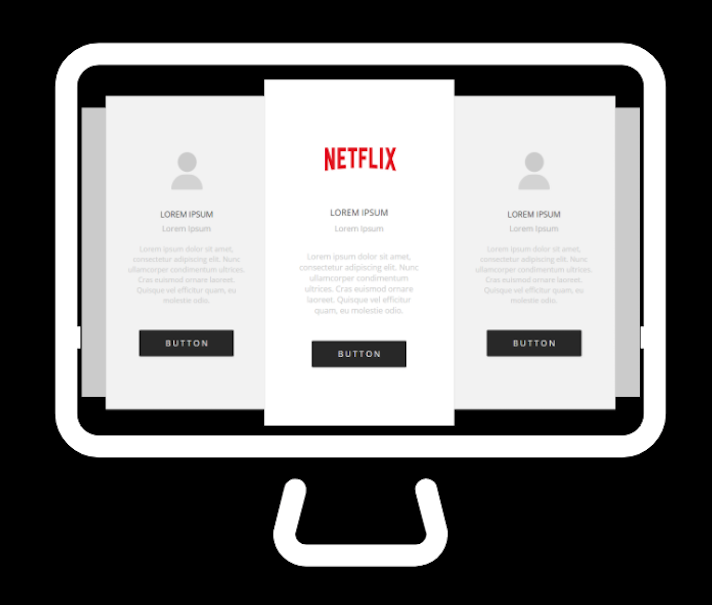 LOREM IPSUM
Lorem Ipsum
Lorem ipsum dolor sit amet,
consectetur adipiscing elit. Nunc
ullamcorper condimentum ultrices.
Cras euismod ornare laoreet.
Quisque vel efficitur quam, eu
molestie odio.
BUTTON
NETFLIX
LOREM IPSUM
Lorem Ipsum
Lorem ipsum dolor sit amet,
consectetur adipiscing elit. Nunc
ullamcorper condimentum
ultrices. Cras euismod ornare
laoreet. Quisque vel efficitur
quam, eu molestie odio.
BUTTON
LOREM IPSUM
Lorem Ipsum
Lorem ipsum dolor sit amet,
consectetur adipiscing elit. Nunc
ullamcorper condimentum ultrices.
Cras euismod ornare laoreet.
Quisque vel efficitur quam, eu
molestie odio.
BUTTON